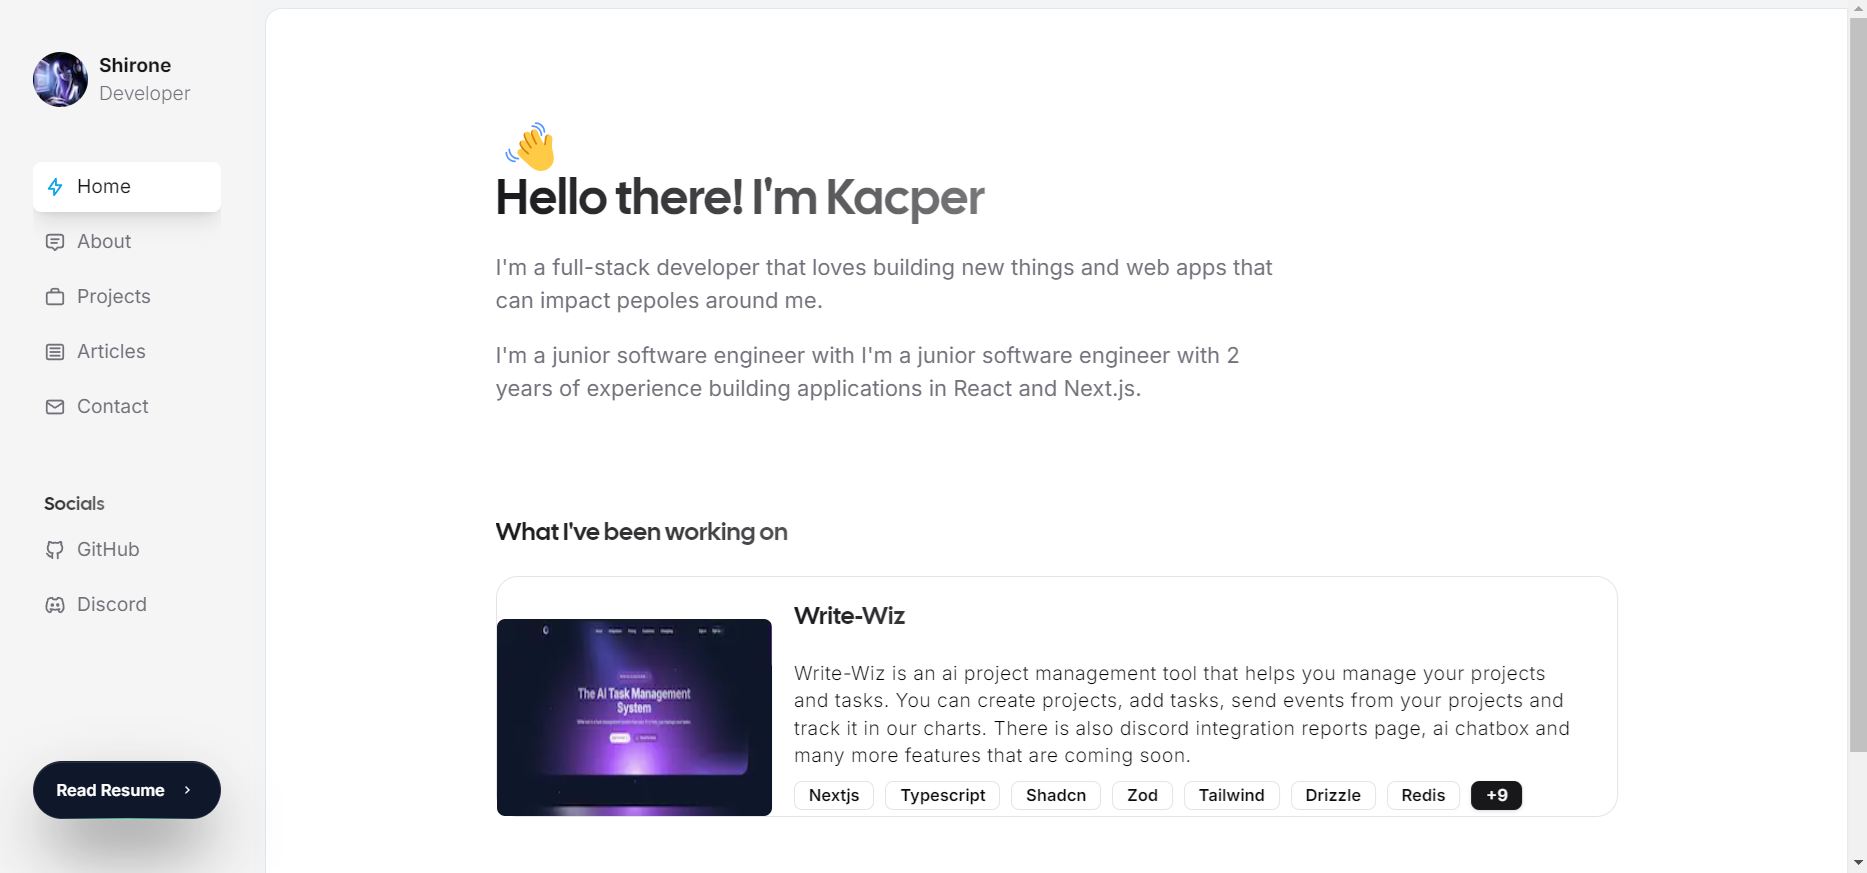 Shirone
Developer
Home
About
Projects
Articles
Contact
Socials
GitHub
Discord
Read Resume
Hello there! I'm Kacper
I'm a full-stack developer that loves building new things and web apps that
can impact pepoles around me.
I'm a junior software engineer with I'm a junior software engineer with 2
years of experience building applications in React and Next.js.
What I've been working on
The AI Task Management
System
Write-Wiz
Write-Wiz is an ai project management tool that helps you manage your projects
and tasks. You can create projects, add tasks, send events from your projects and
track it in our charts. There is also discord integration reports page, ai chatbox and
many more features that are coming soon.
Nextjs Typescript Shadcn Zod Tailwind Drizzle Redis +9